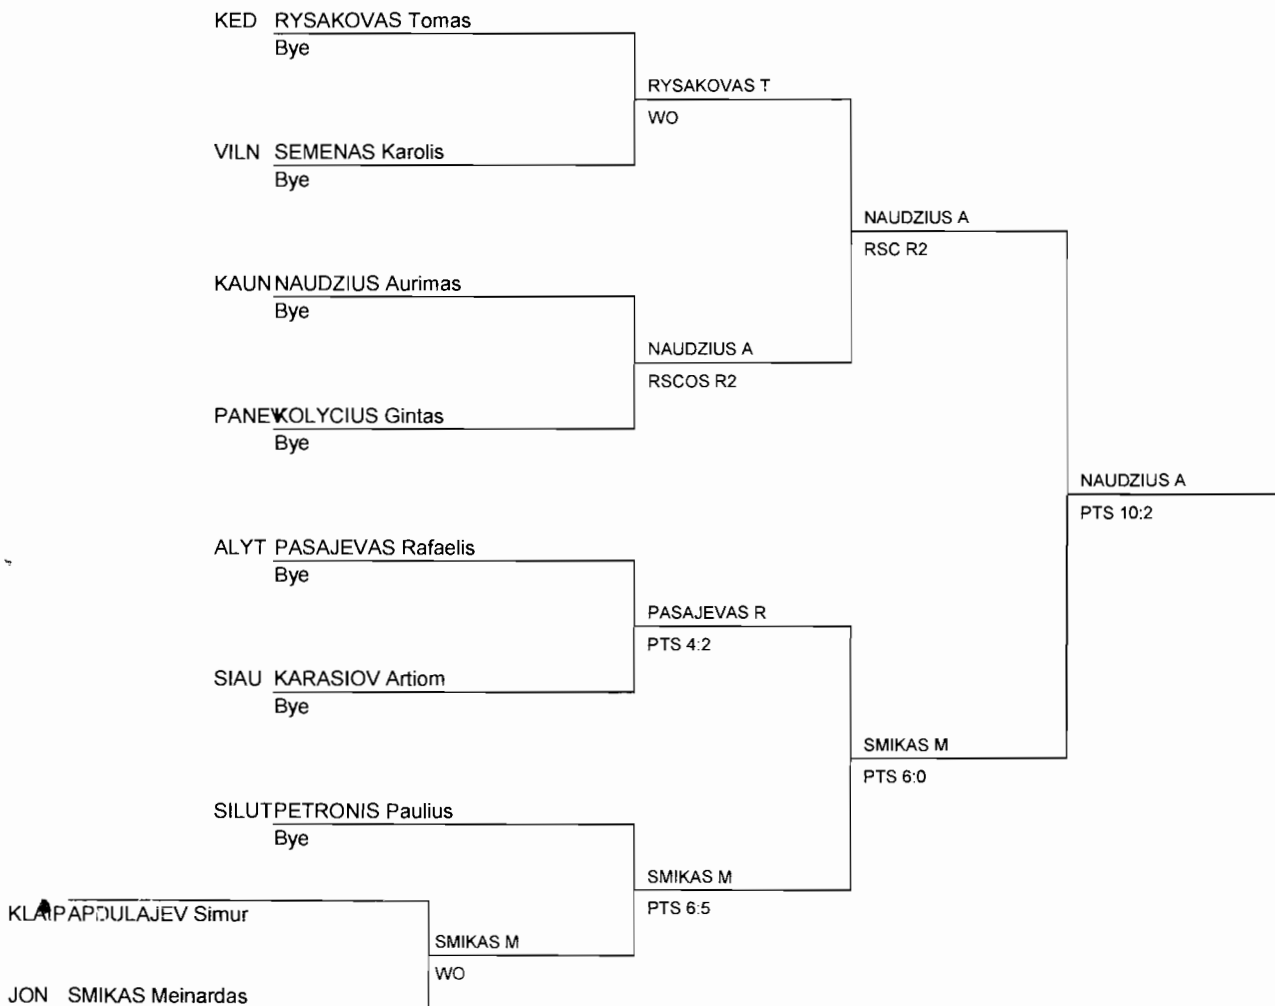 KED RYSAKOVAS Tomas
Bye
RYSAKOVAS T
WO
VILN SEMENAS Karolis
Bye
NAUDZIUS A
RSC R2
KAUN NAUDZIUS Aurimas
Bye
NAUDZIUS A
RSCOS R2
PANEV KOLYCIUS Gintas
Bye
NAUDZIUS A
PTS 10:2
ALYT PASAJEVAS Rafaelis
Bye
PASAJEVAS R
PTS 4:2
SIAU KARASIOV Artiom
Bye
SMIKAS M
PTS 6:0
SILUT PETRONIS Paulius
Bye
SMIKAS M
PTS 6:5
KLAIP APDULAJEV Simur
SMIKAS M
WO
JON SMIKAS Meinardas